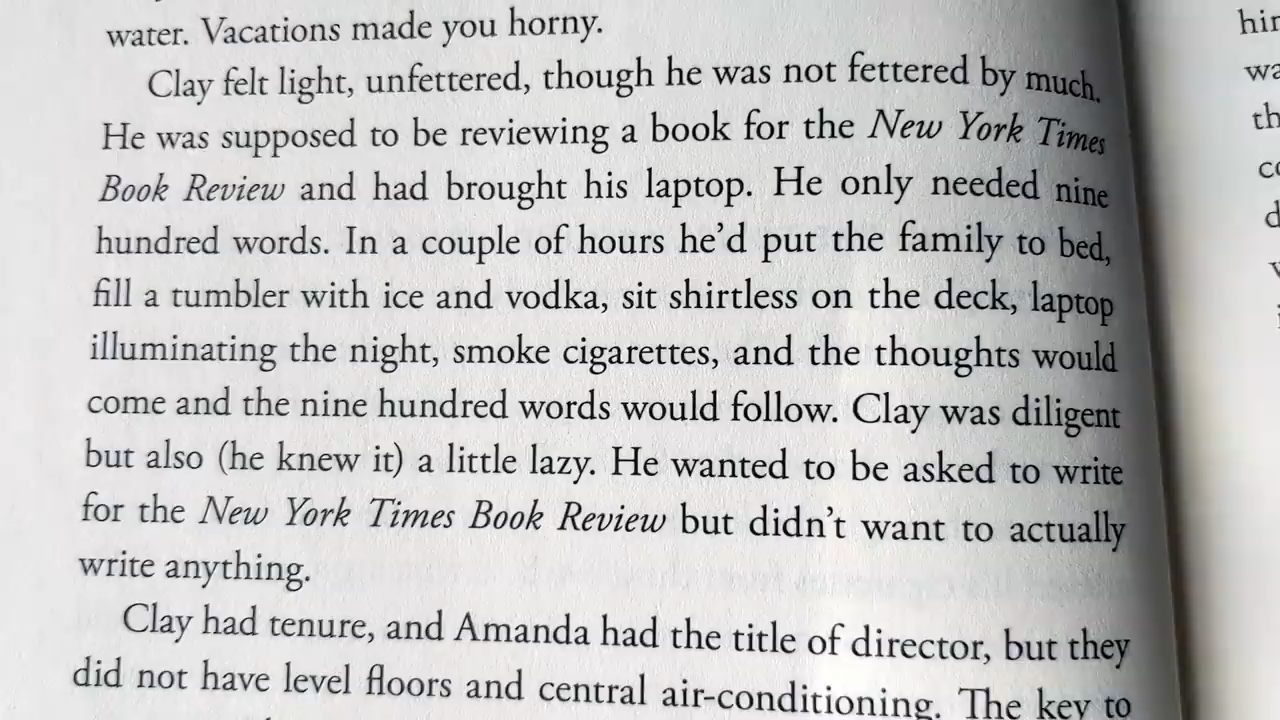 water. Vacations made you horny.
Clay felt light, unfettered, though he was not fettered by much.
He was supposed to be reviewing a book for the New York Times
Book Review and had brought his laptop. He only needed nine
hundred words. In a couple of hours he’d put the family to bed,
fill a tumbler with ice and vodka, sit shirtless on the deck, laptop
illuminating the night, smoke cigarettes, and the thoughts would
come and the nine hundred words would follow. Clay was diligent
but also (he knew it) a little lazy. He wanted to be asked to write
for the New York Times Book Review but didn’t want to actually
write anything.
Clay had tenure, and Amanda had the title of director, but they
did not have level floors and central air-conditioning. The key to